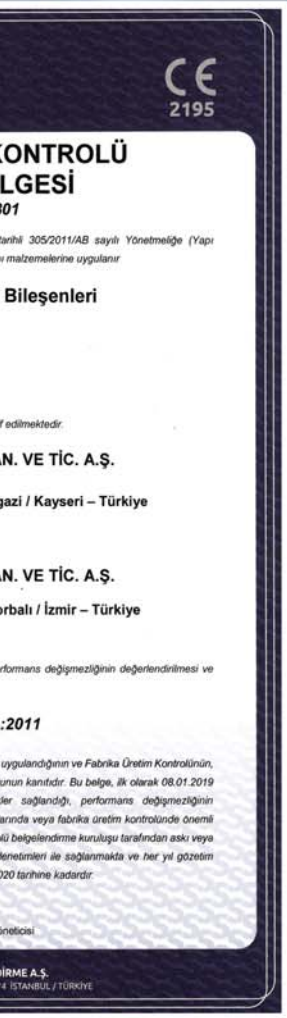 CE
2195
KONTROLÜ
LGESİ
301
tarihli 305/2011/AB sayılı Yönetmeliğe (Yapı
malzemelerine uygulanır
Bileşenleri
edilmektedir.
AN. VE TİC. A.Ş.
gazi / Kayseri – Türkiye
AN. VE TİC. A.Ş.
orbalı / İzmir – Türkiye
rformans değişmezliğinin değerlendirilmesi ve
:2011
uygulandığının ve Fabrika Üretim Kontrolünün,
unun kanıtıdır. Bu belge, ilk olarak 08.01.2019
ler sağlandığı, performans değişmezliğinin
arında veya fabrika üretim kontrolünde önemli
lü belgelendirme kuruluşu tarafından askı veya
denetimleri ile sağlanmakta ve her yıl gözetim
020 tarihine kadardır.
öneticisi
DİRME A.Ş.
74 İSTANBUL / TÜRKİYE